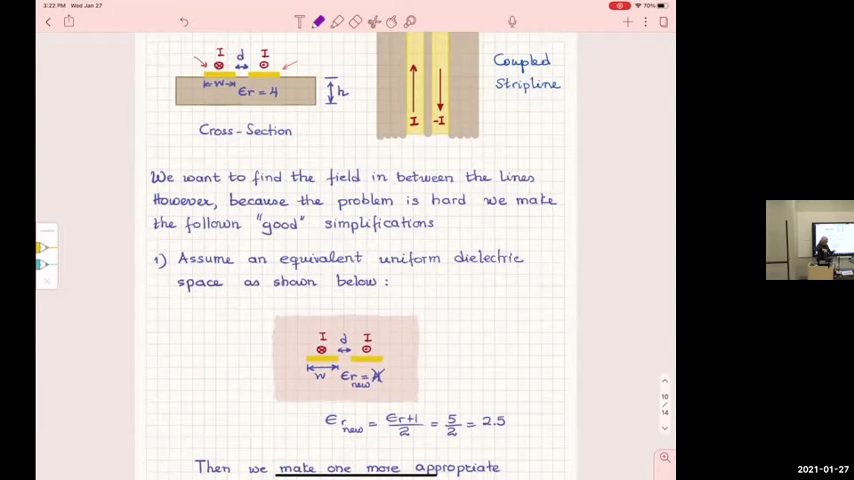 3:22 PM Wed Jan 27
70%
I d I
w
εr = 4
h
Cross-Section
I -I
Coupled
Stripline
We want to find the field in between the lines
However, because the problem is hard we make
the follown "good" simplifications
1) Assume an equivalent uniform dielectric
space as shown below:
I d I
w εr new =
εr new = εr+1/2 = 5/2 = 2.5
Then we make one more appropriate
10
/
14
2021-01-27